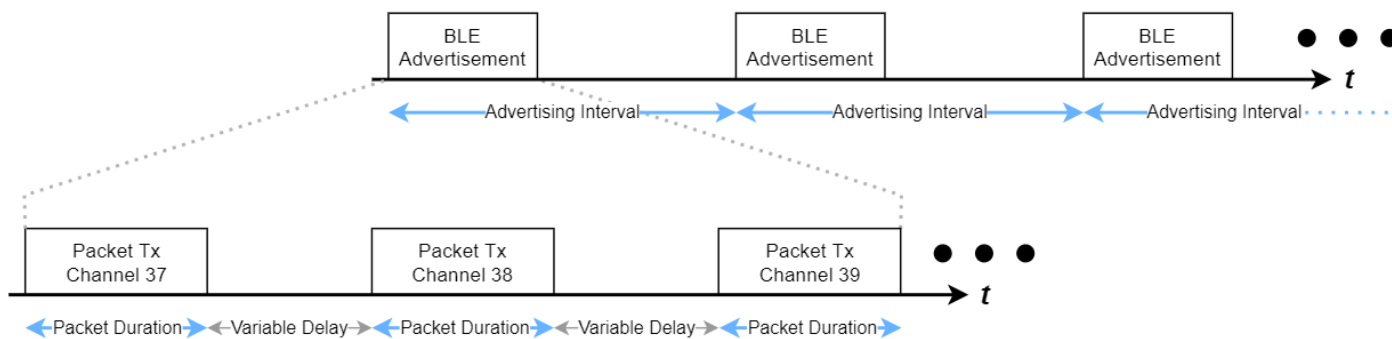 BLE
Advertisement
BLE
Advertisement
BLE
Advertisement
t
Advertising Interval
Advertising Interval
Advertising Interval
Packet Tx
Channel 37
Packet Tx
Channel 38
Packet Tx
Channel 39
t
Packet Duration
Variable Delay
Packet Duration
Variable Delay
Packet Duration